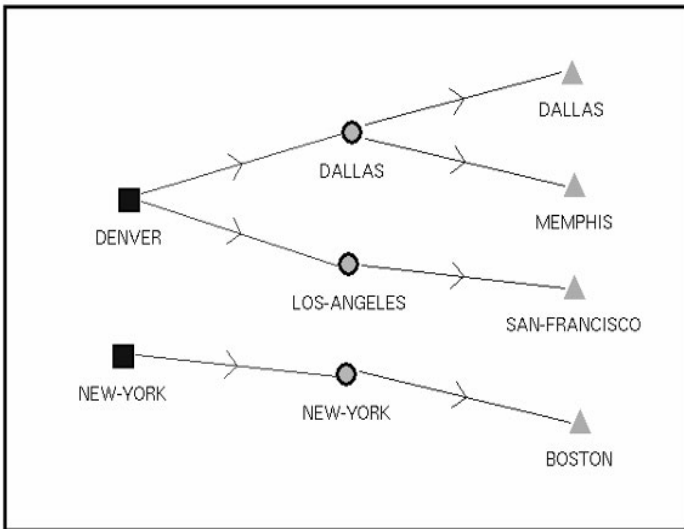 DALLAS
DALLAS
MEMPHIS
DENVER
LOS-ANGELES
SAN-FRANCISCO
NEW-YORK
NEW-YORK
BOSTON